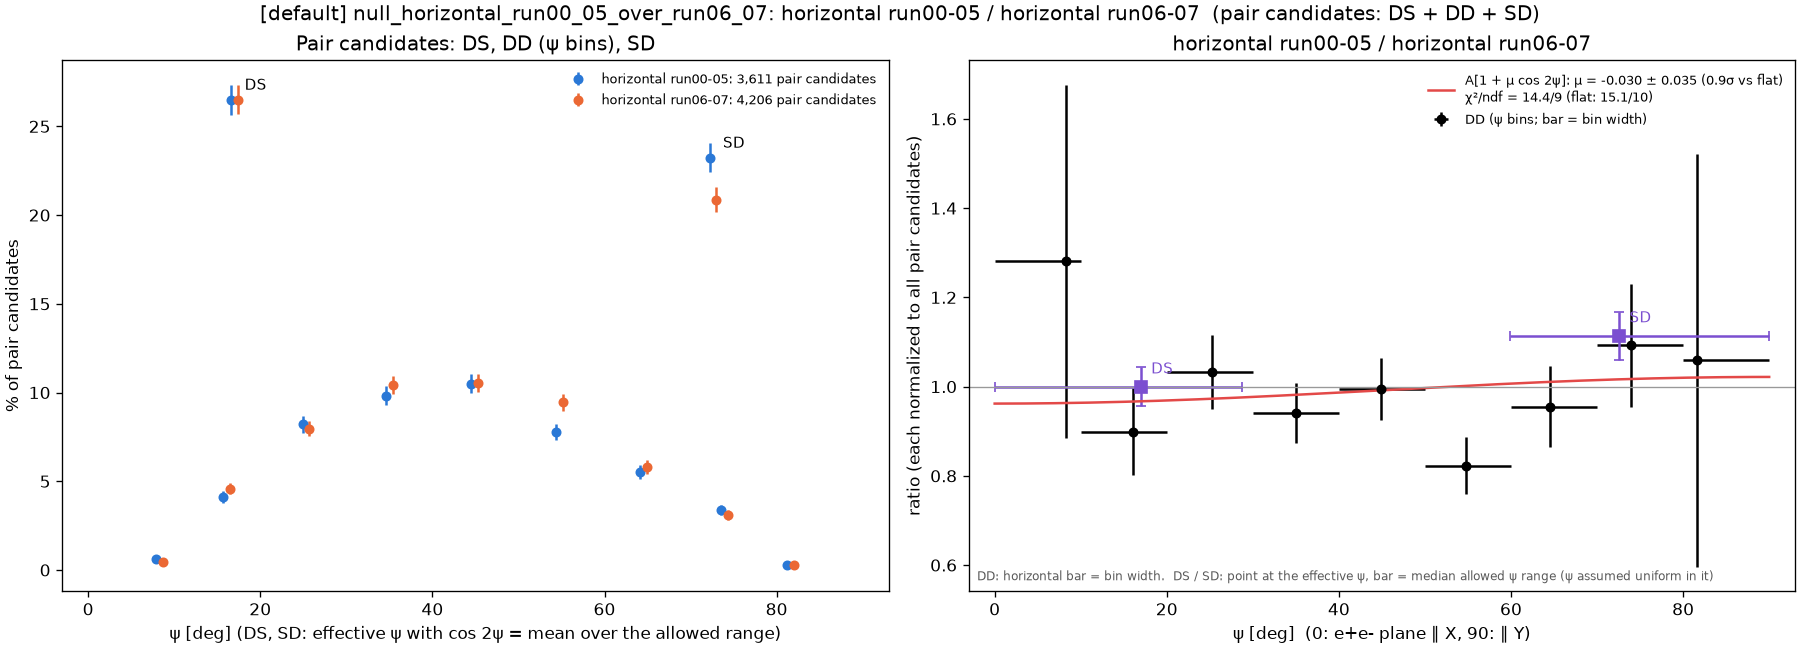 [default] null_horizontal_run00_05_over_run06_07: horizontal run00-05 / horizontal run06-07  (pair candidates: DS + DD + SD)
Pair candidates: DS, DD (ψ bins), SD
horizontal run00-05: 3,611 pair candidates
horizontal run06-07: 4,206 pair candidates
DS
SD
% of pair candidates
25
20
15
10
5
0
0
20
40
60
80
ψ [deg] (DS, SD: effective ψ with cos 2ψ = mean over the allowed range)
horizontal run00-05 / horizontal run06-07
A[1 + μ cos 2ψ]: μ = -0.030 ± 0.035 (0.9σ vs flat)
χ²/ndf = 14.4/9 (flat: 15.1/10)
DD (ψ bins; bar = bin width)
DS
SD
ratio (each normalized to all pair candidates)
1.6
1.4
1.2
1.0
0.8
0.6
DD: horizontal bar = bin width.  DS / SD: point at the effective ψ, bar = median allowed ψ range (ψ assumed uniform in it)
0
20
40
60
80
ψ [deg]  (0: e+e- plane ∥ X, 90: ∥ Y)